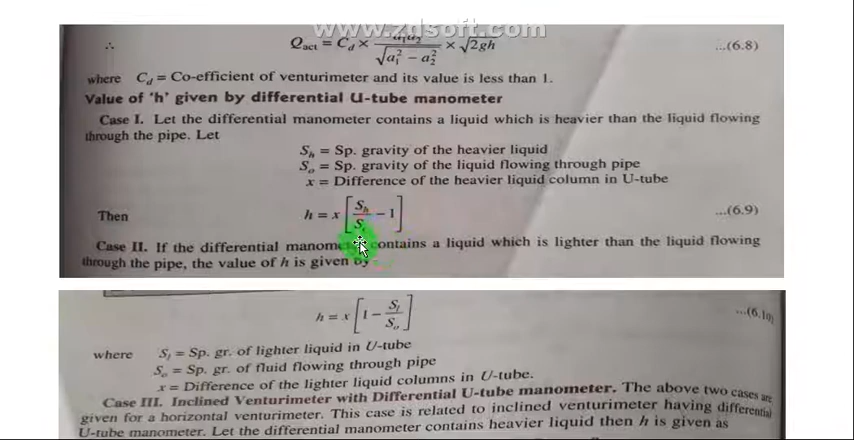 www.zdsoft.com
∴ Q_act = C_d × a₁a₂ / √(a₁² − a₂²) × √2gh ...(6.8)
where C_d = Co-efficient of venturimeter and its value is less than 1.
Value of 'h' given by differential U-tube manometer
Case I. Let the differential manometer contains a liquid which is heavier than the liquid flowing
through the pipe. Let
S_h = Sp. gravity of the heavier liquid
S_o = Sp. gravity of the liquid flowing through pipe
x = Difference of the heavier liquid column in U-tube
Then h = x [S_h / S − 1] ...(6.9)
Case II. If the differential manometer contains a liquid which is lighter than the liquid flowing
through the pipe, the value of h is given by
h = x [1 − S_l / S_o] ...(6.10)
where S_l = Sp. gr. of lighter liquid in U-tube
S_o = Sp. gr. of fluid flowing through pipe
x = Difference of the lighter liquid columns in U-tube.
Case III. Inclined Venturimeter with Differential U-tube manometer. The above two cases are
given for a horizontal venturimeter. This case is related to inclined venturimeter having differential
U-tube manometer. Let the differential manometer contains heavier liquid then h is given as